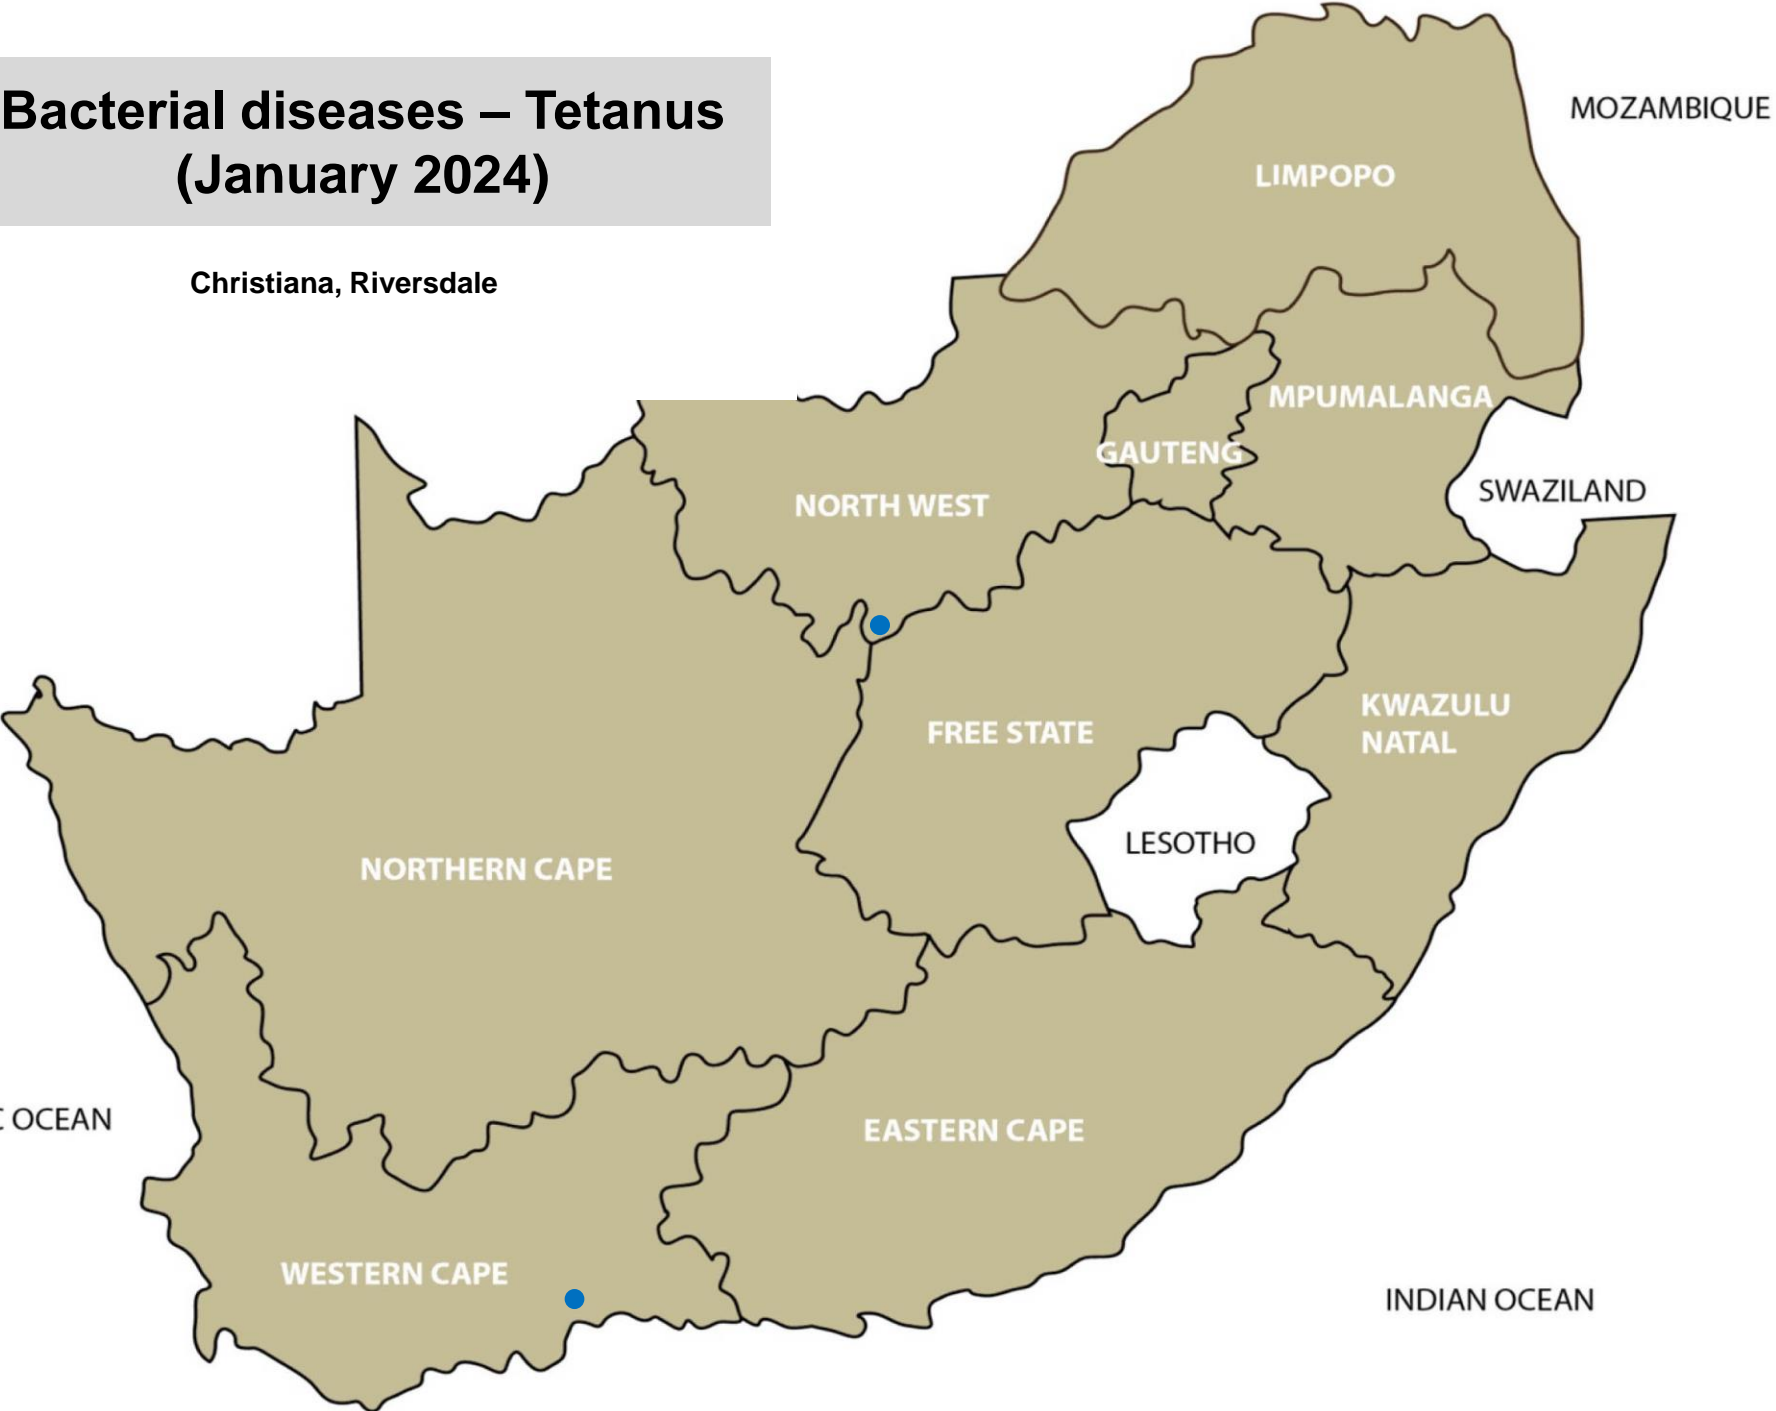 Bacterial diseases – Tetanus
(January 2024)
Christiana, Riversdale
MOZAMBIQUE
LIMPOPO
MPUMALANGA
GAUTENG
SWAZILAND
NORTH WEST
KWAZULU
NATAL
FREE STATE
LESOTHO
NORTHERN CAPE
C OCEAN
EASTERN CAPE
WESTERN CAPE
INDIAN OCEAN